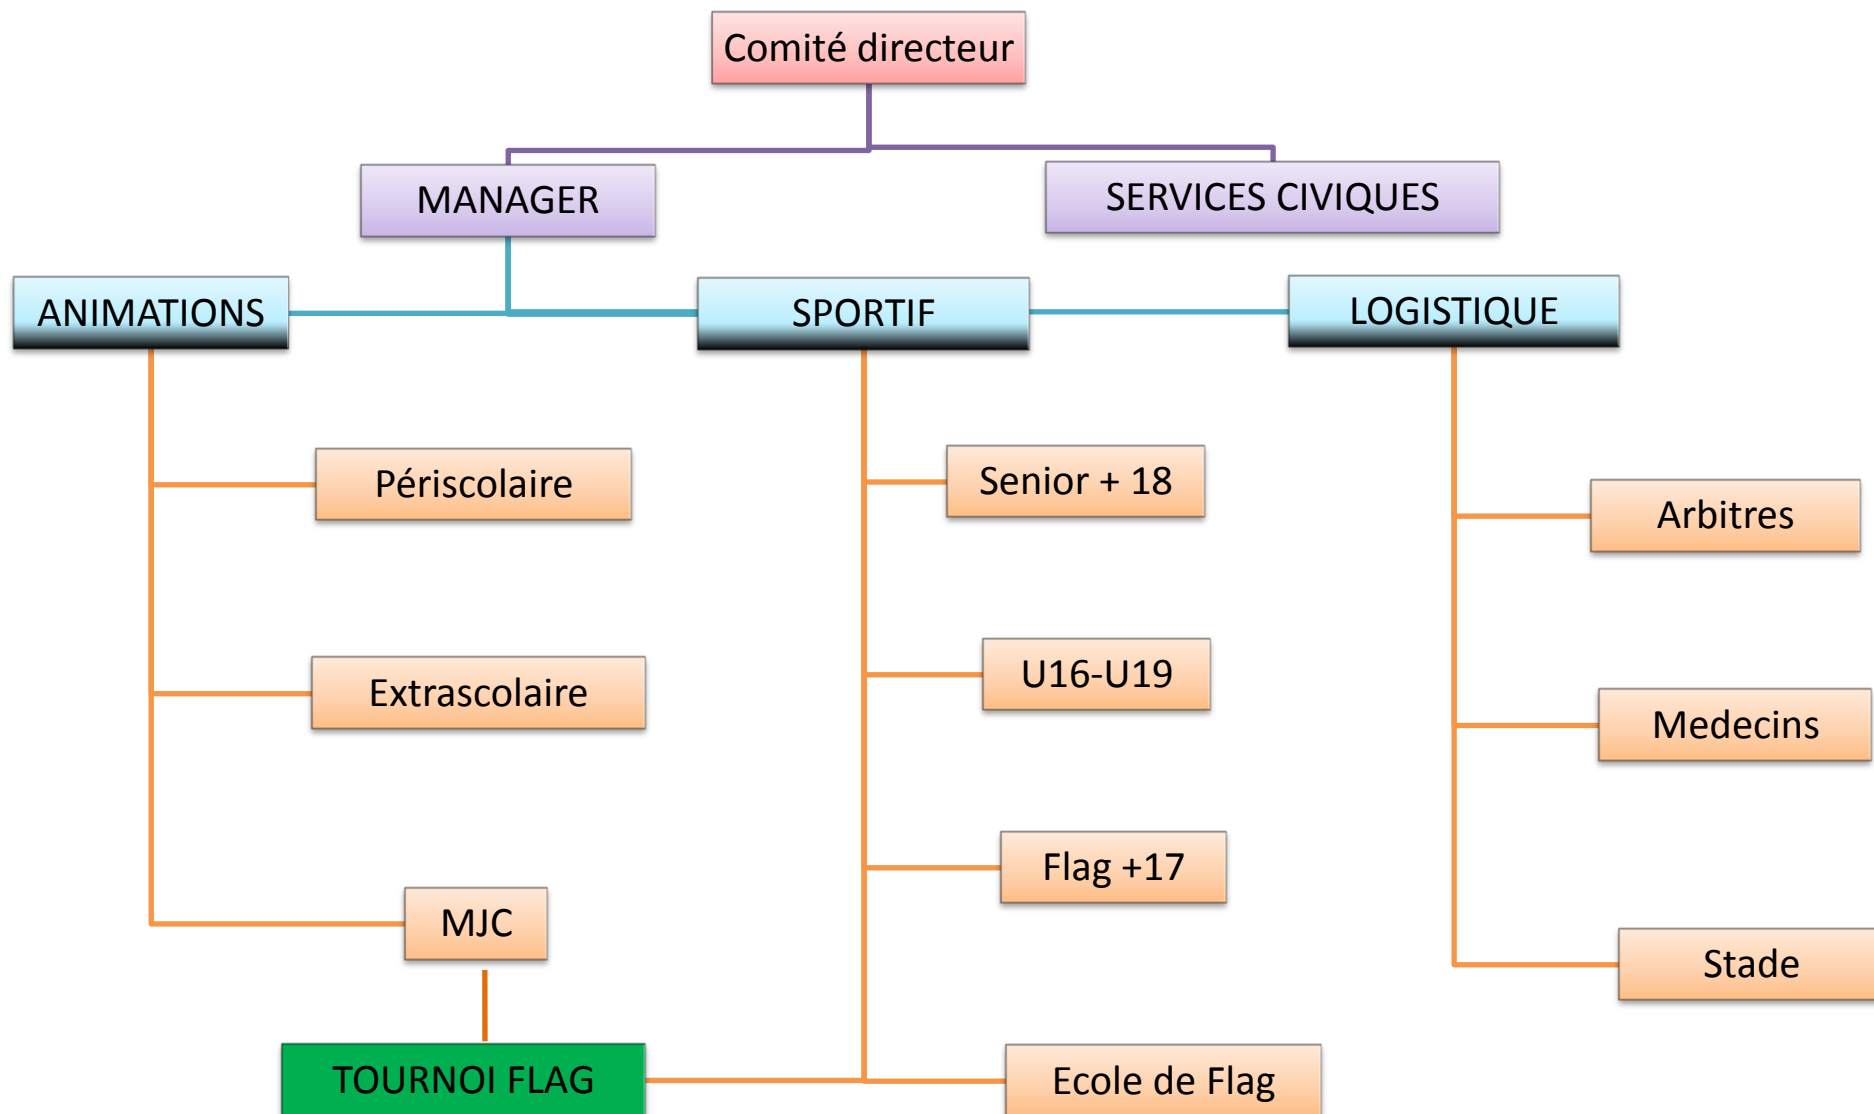 Comité directeur
MANAGER
SERVICES CIVIQUES
ANIMATIONS
SPORTIF
LOGISTIQUE
Périscolaire
Senior + 18
Arbitres
Extrascolaire
U16-U19
Medecins
Flag +17
MJC
Stade
TOURNOI FLAG
Ecole de Flag